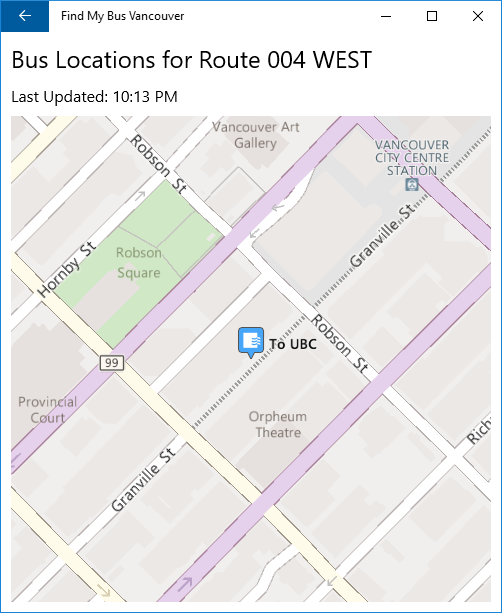 Find My Bus Vancouver
Bus Locations for Route 004 WEST
Last Updated: 10:13 PM
Robson St
Vancouver Art
Gallery
VANCOUVER
CITY CENTRE
STATION
Hornby St
Robson
Square
Granville St
To UBC
Robson St
99
Provincial
Court
Orpheum
Theatre
Rich
Granville St